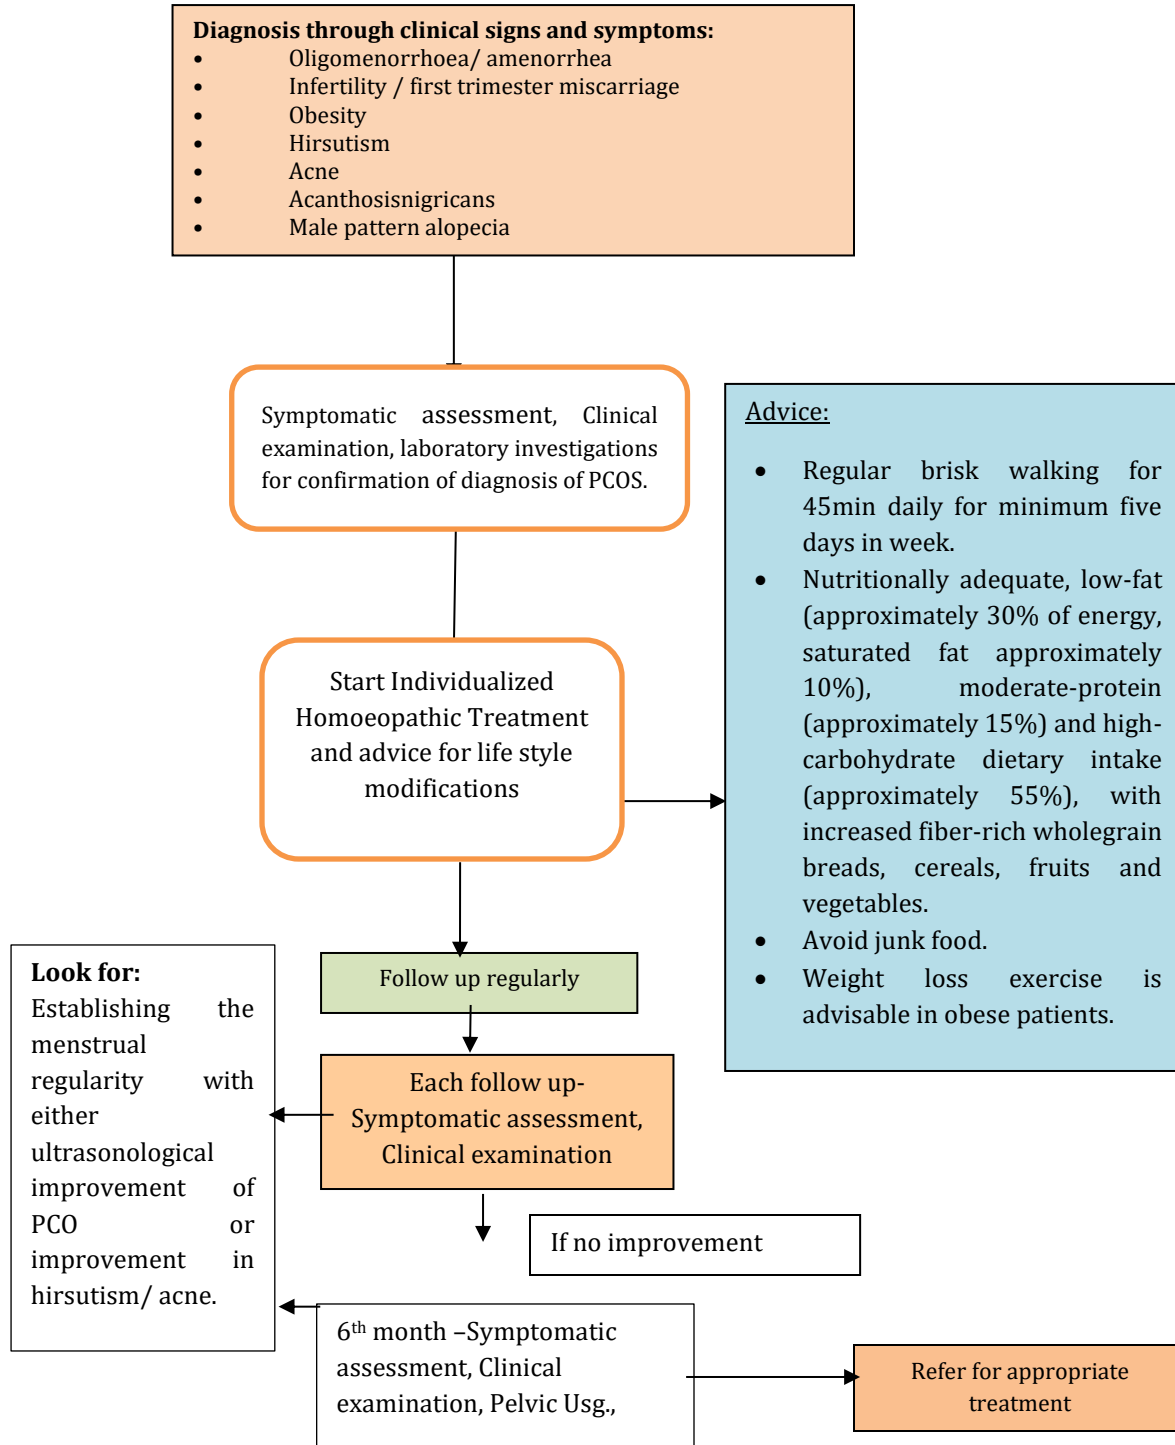 Diagnosis through clinical signs and symptoms:
• Oligomenorrhoea/ amenorrhea
• Infertility / first trimester miscarriage
• Obesity
• Hirsutism
• Acne
• Acanthosisnigricans
• Male pattern alopecia
Symptomatic assessment, Clinical
examination, laboratory investigations
for confirmation of diagnosis of PCOS.
Advice:
• Regular brisk walking for
45min daily for minimum five
days in week.
• Nutritionally adequate, low-fat
(approximately 30% of energy,
saturated fat approximately
10%), moderate-protein
(approximately 15%) and high-
carbohydrate dietary intake
(approximately 55%), with
increased fiber-rich wholegrain
breads, cereals, fruits and
vegetables.
• Avoid junk food.
• Weight loss exercise is
advisable in obese patients.
Start Individualized
Homoeopathic Treatment
and advice for life style
modifications
Follow up regularly
Each follow up-
Symptomatic assessment,
Clinical examination
Look for:
Establishing the
menstrual
regularity with
either
ultrasonological
improvement of
PCO or
improvement in
hirsutism/ acne.
If no improvement
6th month –Symptomatic
assessment, Clinical
examination, Pelvic Usg.,
Refer for appropriate
treatment